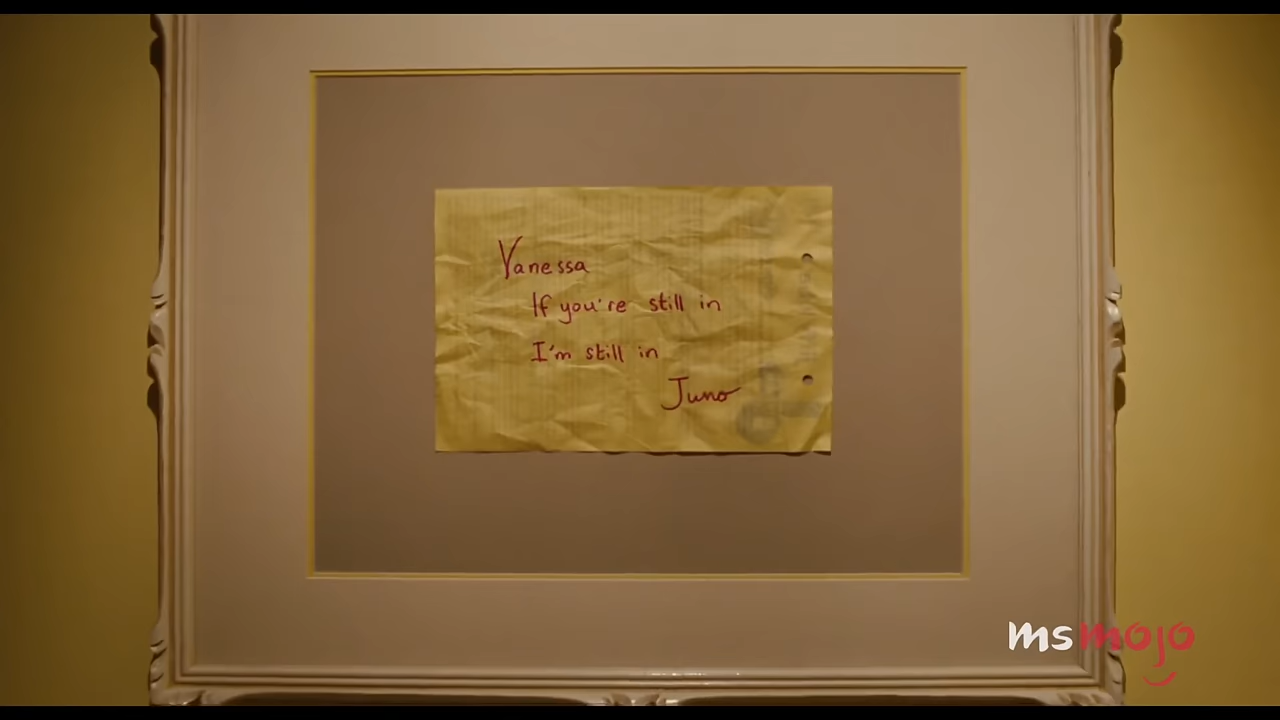 Vanessa
If you're still in
I'm still in
Juno
msmojo